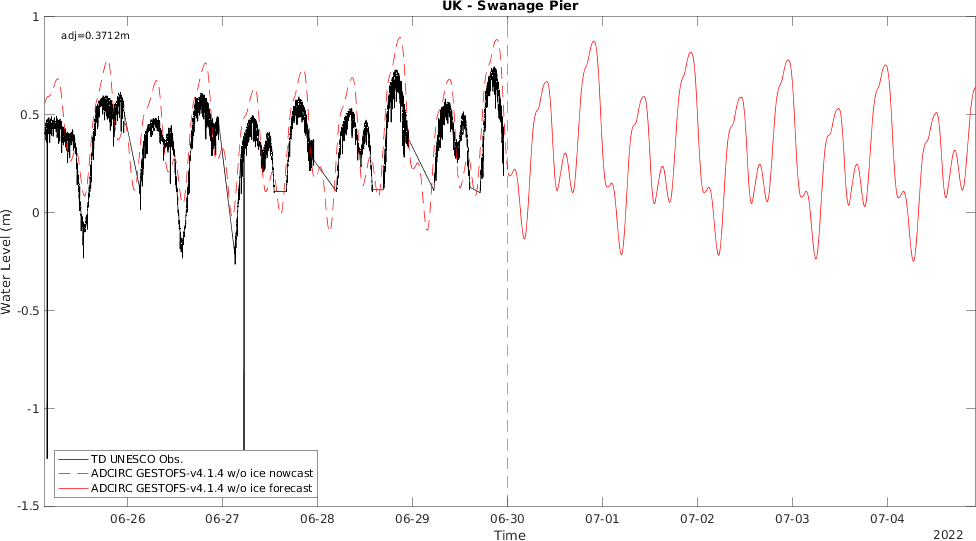 UK - Swanage Pier
adj=0.3712m
1
0.5
0
-0.5
-1
-1.5
Water Level (m)
TD UNESCO Obs.
ADCIRC GESTOFS-v4.1.4 w/o ice nowcast
ADCIRC GESTOFS-v4.1.4 w/o ice forecast
06-26 06-27 06-28 06-29 06-30 07-01 07-02 07-03 07-04
Time
2022